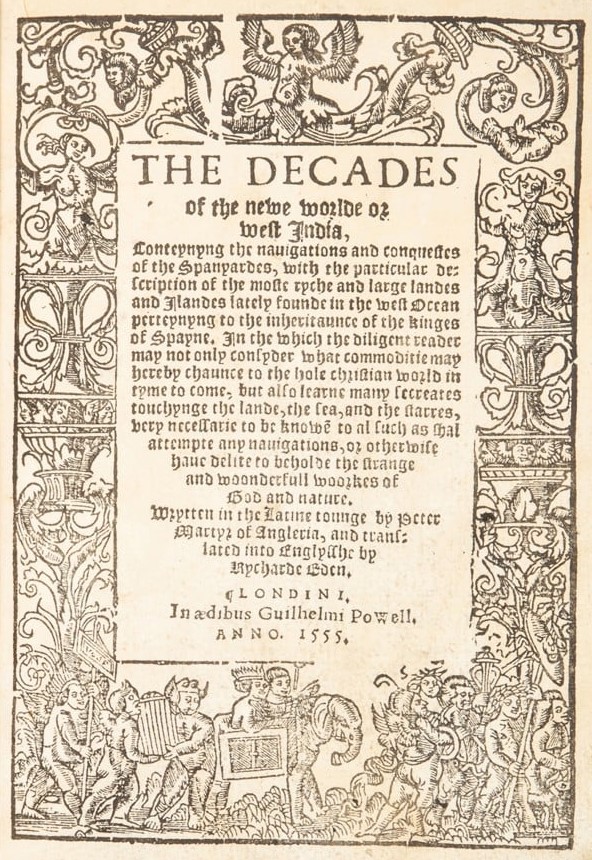 THE DECADES
of the newe worlde or
west India,
Conteynyng the nauigations and conquestes
of the Spanyardes, with the particular de-
scription of the moste ryche and large landes
and Ilandes lately founde in the west Ocean
perteynyng to the inheritaunce of the kinges
of Spayne. In the which the diligent reader
may not only consyder what commoditie may
hereby chaunce to the hole christian world in
tyme to come, but also learne many secreates
touchynge the lande, the sea, and the starres,
very necessarie to be knowẽ to al such as shal
attempte any nauigations, or otherwise
haue delite to beholde the strange
and woonderfull woorkes of
God and nature.
Wrytten in the Latine tounge by Peter
Martyr of Angleria, and trans-
lated into Englysshe by
Rycharde Eden.
¶LONDINI.
In ædibus Guilhelmi Powell.
ANNO. 1555.